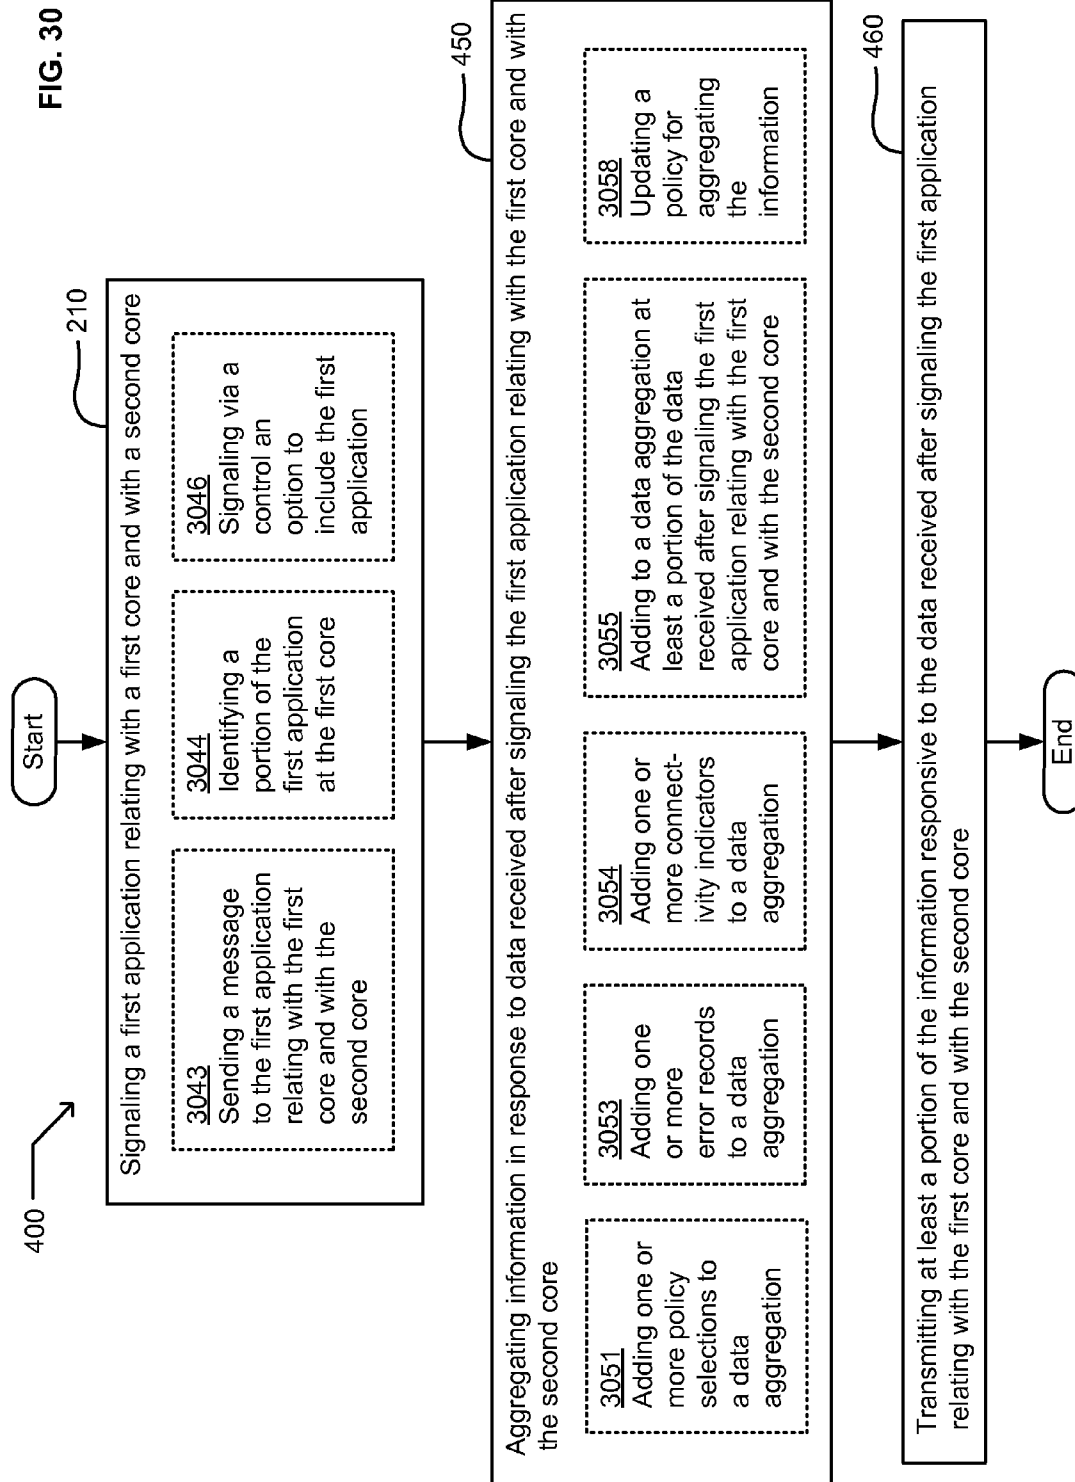 FIG. 30
400
Start
210
Signaling a first application relating with a first core and with a second core
3043
Sending a message
to the first application
relating with the first
core and with the
second core
3044
Identifying a
portion of the
first application
at the first core
3046
Signaling via a
control an
option to
include the first
application
450
Aggregating information in response to data received after signaling the first application relating with the first core and with
the second core
3051
Adding one or
more policy
selections to
a data
aggregation
3053
Adding one
or more
error records
to a data
aggregation
3054
Adding one or
more connect-
ivity indicators
to a data
aggregation
3055
Adding to a data aggregation at
least a portion of the data
received after signaling the first
application relating with the first
core and with the second core
3058
Updating a
policy for
aggregating
the
information
460
Transmitting at least a portion of the information responsive to the data received after signaling the first application
relating with the first core and with the second core
End